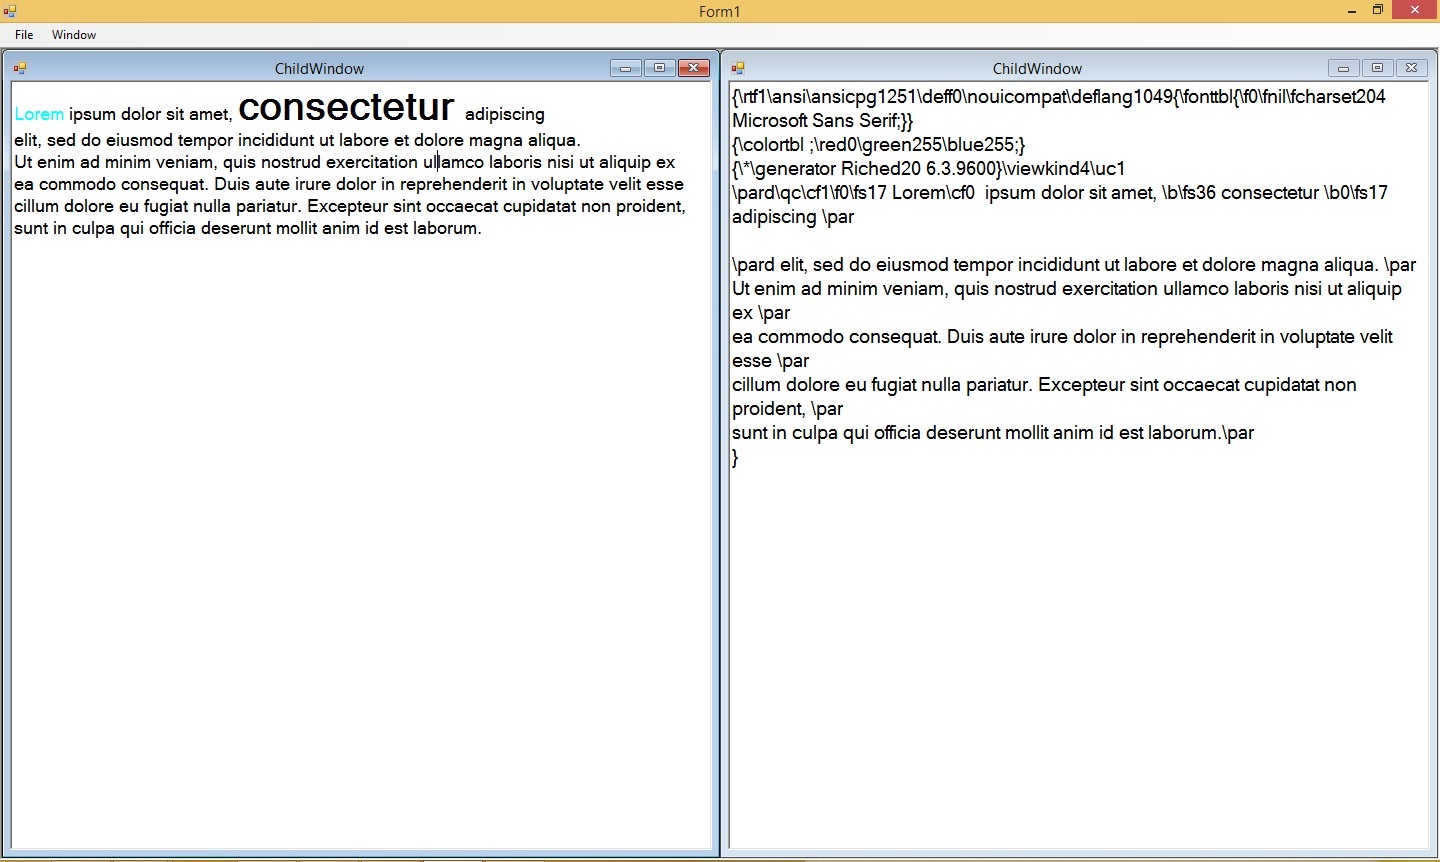 Form1
File Window
ChildWindow
Lorem ipsum dolor sit amet, consectetur adipiscing
elit, sed do eiusmod tempor incididunt ut labore et dolore magna aliqua.
Ut enim ad minim veniam, quis nostrud exercitation ullamco laboris nisi ut aliquip ex
ea commodo consequat. Duis aute irure dolor in reprehenderit in voluptate velit esse
cillum dolore eu fugiat nulla pariatur. Excepteur sint occaecat cupidatat non proident,
sunt in culpa qui officia deserunt mollit anim id est laborum.
ChildWindow
{\rtf1\ansi\ansicpg1251\deff0\nouicompat\deflang1049{\fonttbl{\f0\fnil\fcharset204
Microsoft Sans Serif;}}
{\colortbl ;\red0\green255\blue255;}
{\*\generator Riched20 6.3.9600}\viewkind4\uc1
\pard\qc\cf1\f0\fs17 Lorem\cf0  ipsum dolor sit amet, \b\fs36 consectetur \b0\fs17
adipiscing \par
\pard elit, sed do eiusmod tempor incididunt ut labore et dolore magna aliqua. \par
Ut enim ad minim veniam, quis nostrud exercitation ullamco laboris nisi ut aliquip
ex \par
ea commodo consequat. Duis aute irure dolor in reprehenderit in voluptate velit
esse \par
cillum dolore eu fugiat nulla pariatur. Excepteur sint occaecat cupidatat non
proident, \par
sunt in culpa qui officia deserunt mollit anim id est laborum.\par
}